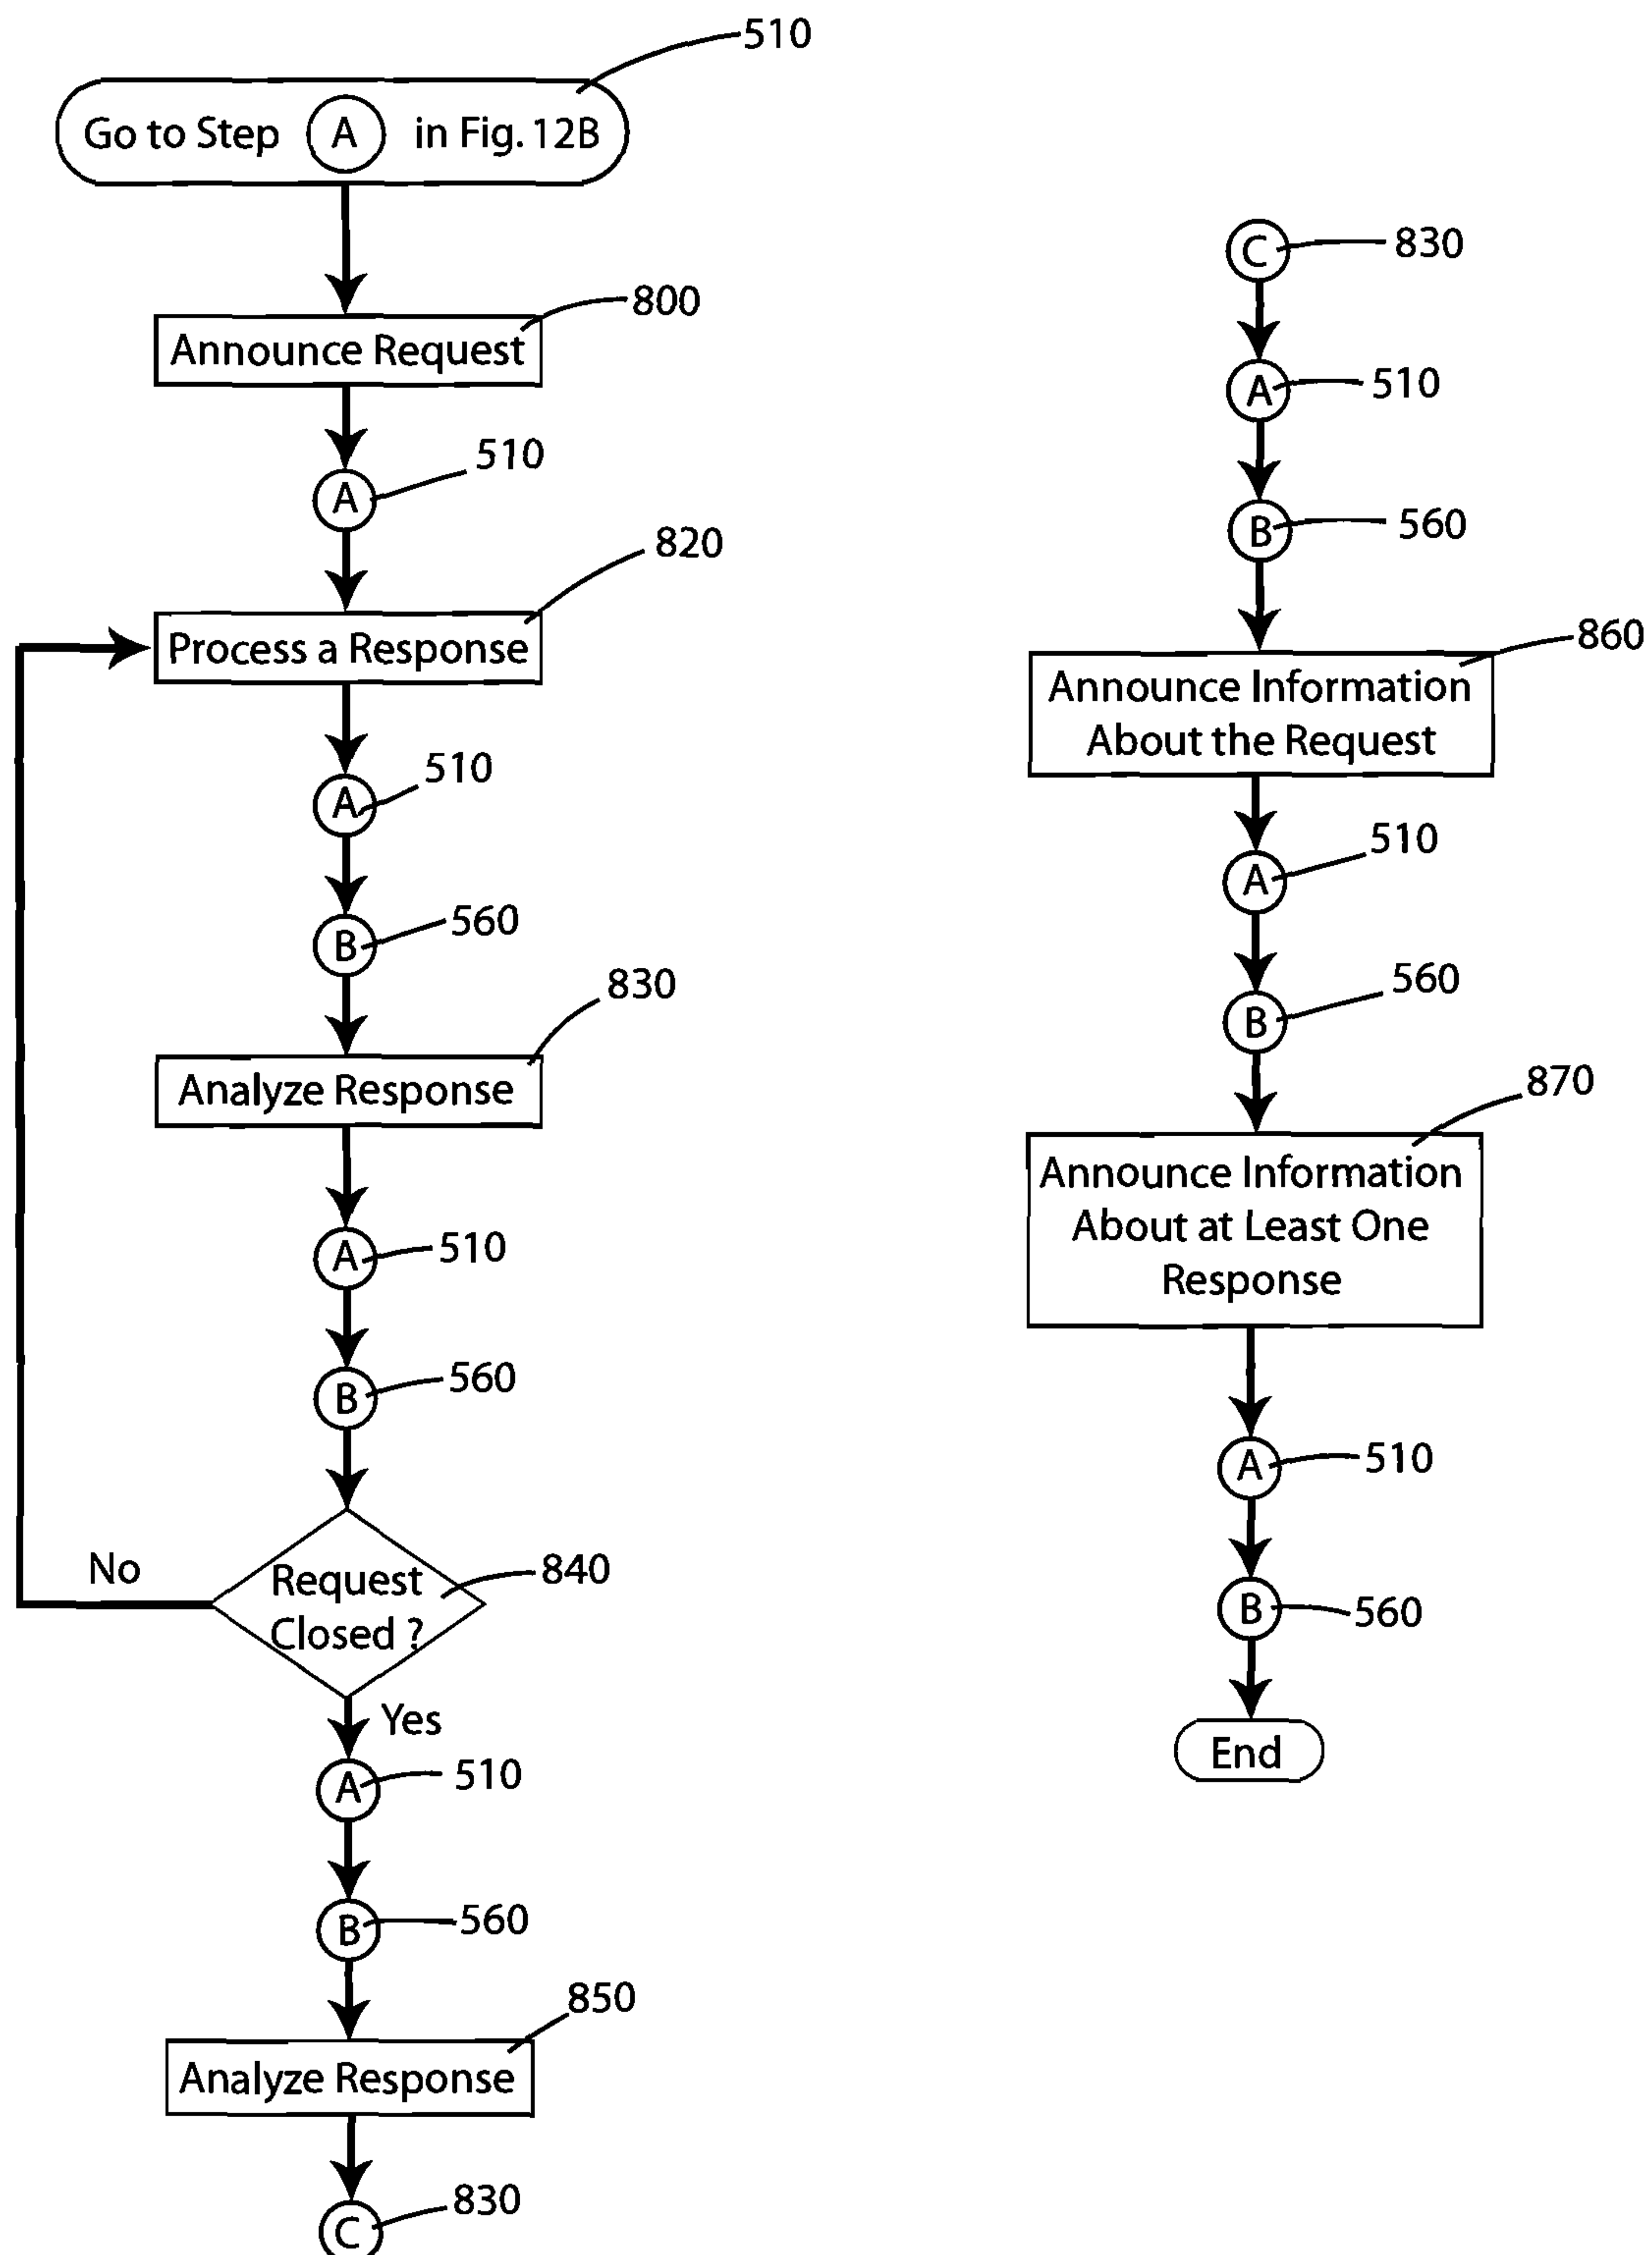 510
Go to Step A in Fig. 12B
800
Announce Request
510
A
820
Process a Response
510
A
560
B
830
Analyze Response
510
A
560
B
No
840
Request
Closed ?
Yes
510
A
560
B
850
Analyze Response
830
C
C
830
A
510
B
560
860
Announce Information
About the Request
510
A
560
B
870
Announce Information
About at Least One
Response
A
510
B
560
End